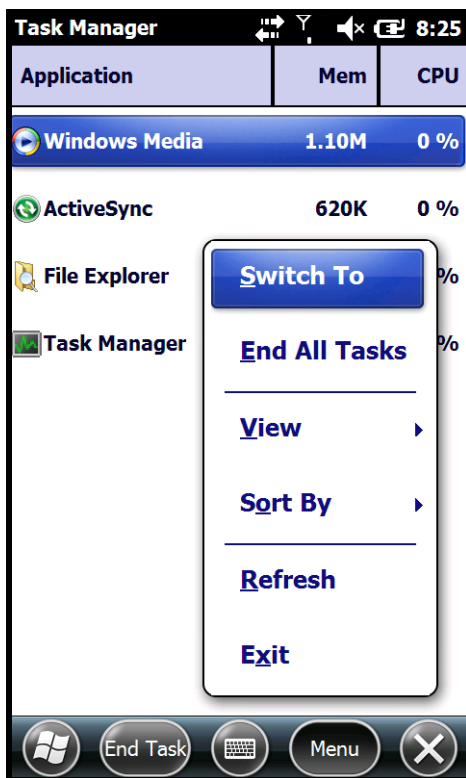 Task Manager 8:25
Application Mem CPU
Windows Media 1.10M 0 %
ActiveSync 620K 0 %
File Explorer %
Task Manager %
Switch To
End All Tasks
View
Sort By
Refresh
Exit
End Task Menu